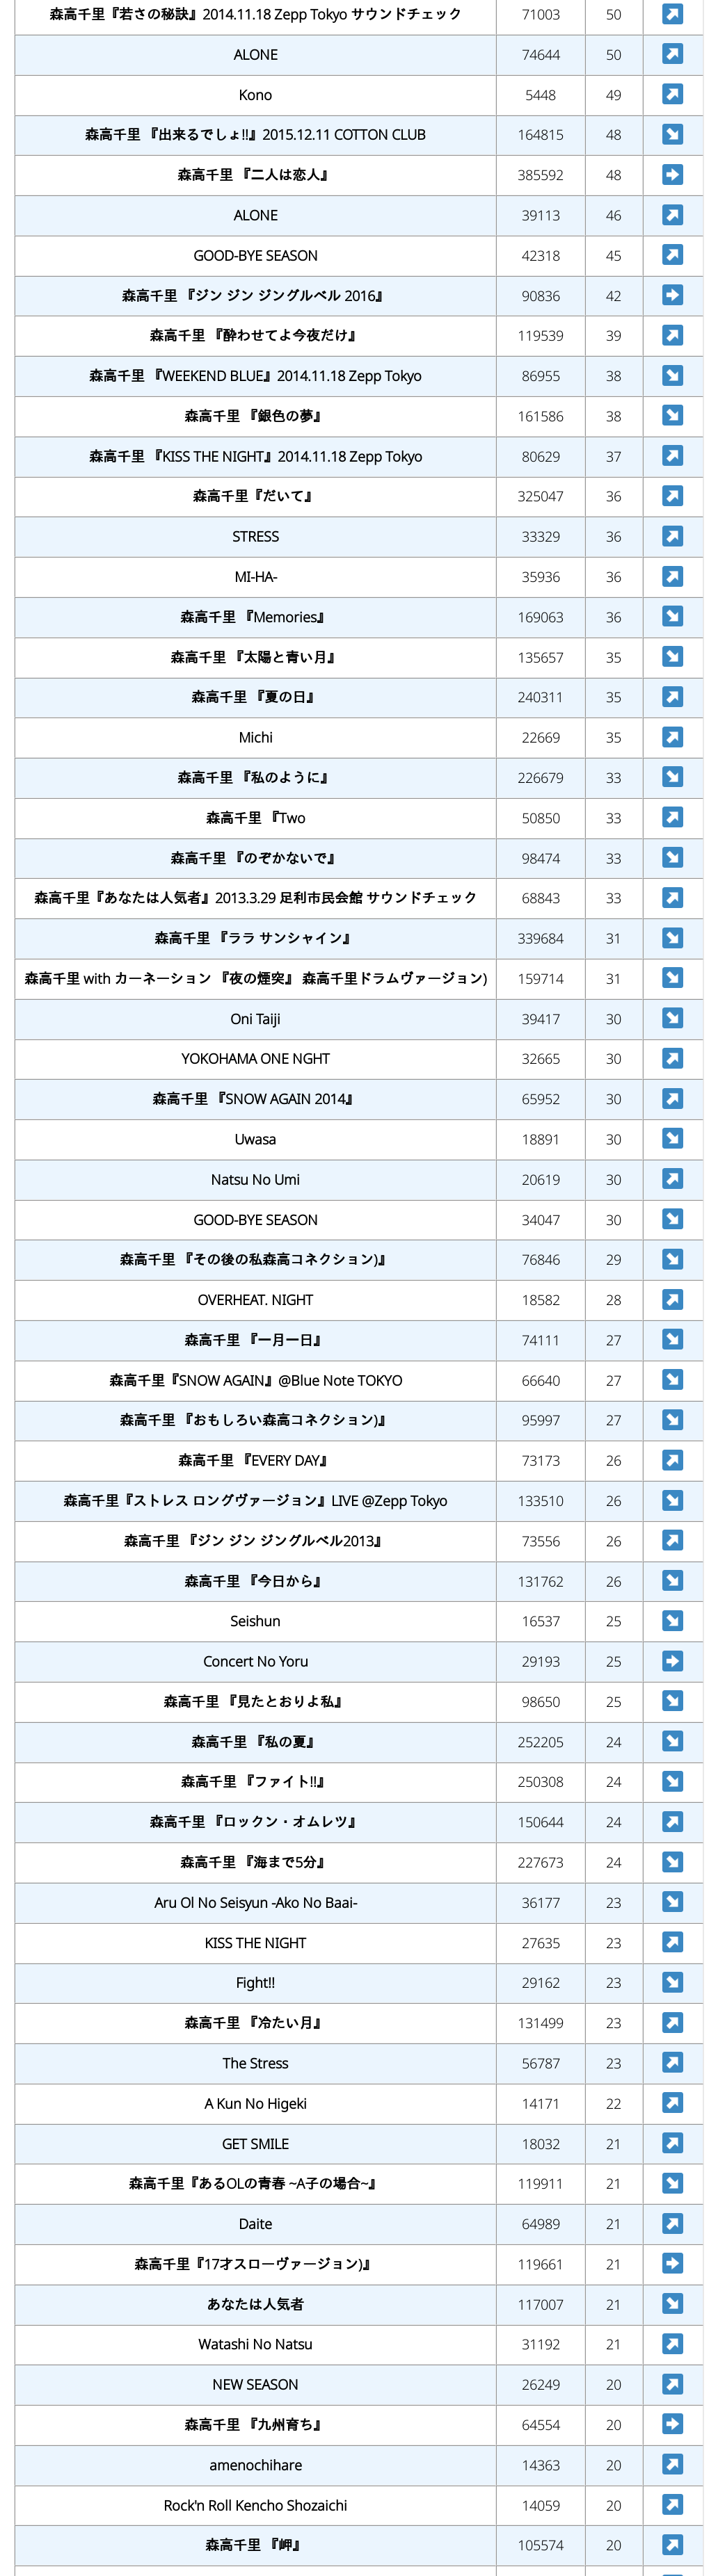 森高千里『若さの秘訣』2014.11.18 Zepp Tokyo サウンドチェック 71003 50 ↗
ALONE 74644 50 ↗
Kono 5448 49 ↗
森高千里 『出来るでしょ!!』2015.12.11 COTTON CLUB 164815 48 ↘
森高千里 『二人は恋人』 385592 48 ➡
ALONE 39113 46 ↗
GOOD-BYE SEASON 42318 45 ↗
森高千里 『ジン ジン ジングルベル 2016』 90836 42 ➡
森高千里 『酔わせてよ今夜だけ』 119539 39 ↗
森高千里 『WEEKEND BLUE』2014.11.18 Zepp Tokyo 86955 38 ↘
森高千里 『銀色の夢』 161586 38 ↘
森高千里 『KISS THE NIGHT』2014.11.18 Zepp Tokyo 80629 37 ↗
森高千里『だいて』 325047 36 ↗
STRESS 33329 36 ↗
MI-HA- 35936 36 ↗
森高千里 『Memories』 169063 36 ↘
森高千里 『太陽と青い月』 135657 35 ↘
森高千里 『夏の日』 240311 35 ↗
Michi 22669 35 ↗
森高千里 『私のように』 226679 33 ↘
森高千里 『Two 50850 33 ↗
森高千里 『のぞかないで』 98474 33 ↘
森高千里『あなたは人気者』2013.3.29 足利市民会館 サウンドチェック 68843 33 ↗
森高千里 『ララ サンシャイン』 339684 31 ↘
森高千里 with カーネーション 『夜の煙突』 森高千里ドラムヴァージョン) 159714 31 ↘
Oni Taiji 39417 30 ↘
YOKOHAMA ONE NGHT 32665 30 ↗
森高千里 『SNOW AGAIN 2014』 65952 30 ↗
Uwasa 18891 30 ↘
Natsu No Umi 20619 30 ↗
GOOD-BYE SEASON 34047 30 ↘
森高千里 『その後の私森高コネクション)』 76846 29 ↘
OVERHEAT. NIGHT 18582 28 ↗
森高千里 『一月一日』 74111 27 ↘
森高千里『SNOW AGAIN』@Blue Note TOKYO 66640 27 ↘
森高千里 『おもしろい森高コネクション)』 95997 27 ↘
森高千里 『EVERY DAY』 73173 26 ↗
森高千里『ストレス ロングヴァージョン』LIVE @Zepp Tokyo 133510 26 ↘
森高千里 『ジン ジン ジングルベル2013』 73556 26 ↗
森高千里 『今日から』 131762 26 ↘
Seishun 16537 25 ↘
Concert No Yoru 29193 25 ➡
森高千里 『見たとおりよ私』 98650 25 ↘
森高千里 『私の夏』 252205 24 ↘
森高千里 『ファイト!!』 250308 24 ↘
森高千里 『ロックン・オムレツ』 150644 24 ↗
森高千里 『海まで5分』 227673 24 ↘
Aru Ol No Seisyun -Ako No Baai- 36177 23 ↘
KISS THE NIGHT 27635 23 ↗
Fight!! 29162 23 ↘
森高千里 『冷たい月』 131499 23 ↗
The Stress 56787 23 ↗
A Kun No Higeki 14171 22 ↗
GET SMILE 18032 21 ↗
森高千里『あるOLの青春 ~A子の場合~』 119911 21 ↘
Daite 64989 21 ↗
森高千里『17才スローヴァージョン)』 119661 21 ➡
あなたは人気者 117007 21 ↘
Watashi No Natsu 31192 21 ↗
NEW SEASON 26249 20 ↗
森高千里 『九州育ち』 64554 20 ➡
amenochihare 14363 20 ↗
Rock'n Roll Kencho Shozaichi 14059 20 ↗
森高千里 『岬』 105574 20 ↗